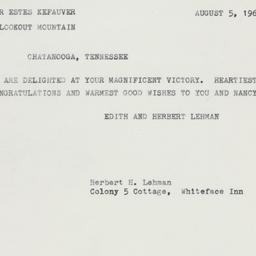 R ESTES KEFAUVER
AUGUST 5, 196
LOOKOUT MOUNTAIN
CHATANOOGA, TENNESSEE
ARE DELIGHTED AT YOUR MAGNIFICENT VICTORY. HEARTIEST
NGRATULATIONS AND WARMEST GOOD WISHES TO YOU AND NANCY
EDITH AND HERBERT LEHMAN
Herbert H. Lehman
Colony 5 Cottage, Whiteface Inn